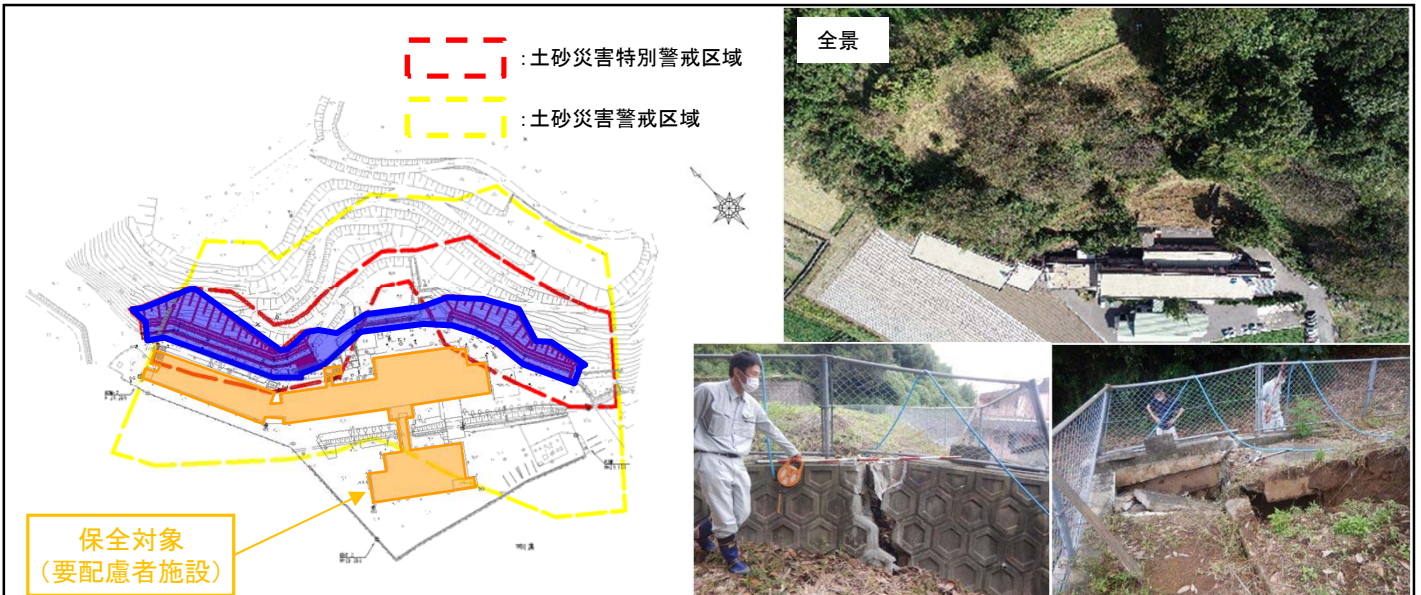 ：土砂災害特別警戒区域
：土砂災害警戒区域
全景
保全対象
（要配慮者施設）